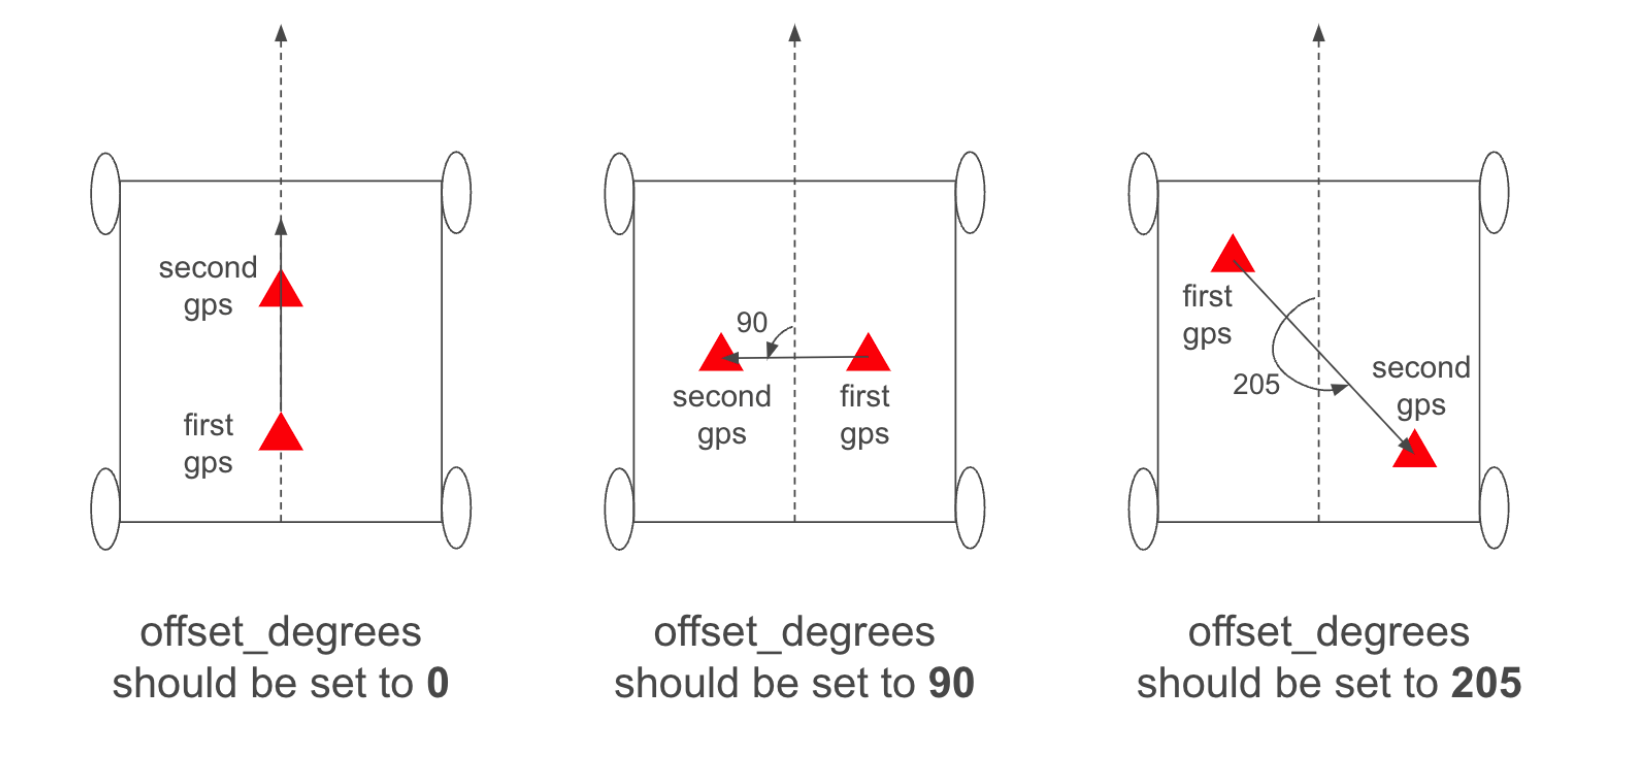 second
gps
first
gps
offset_degrees
should be set to 0
90
second
gps
first
gps
offset_degrees
should be set to 90
first
gps
205
second
gps
offset_degrees
should be set to 205